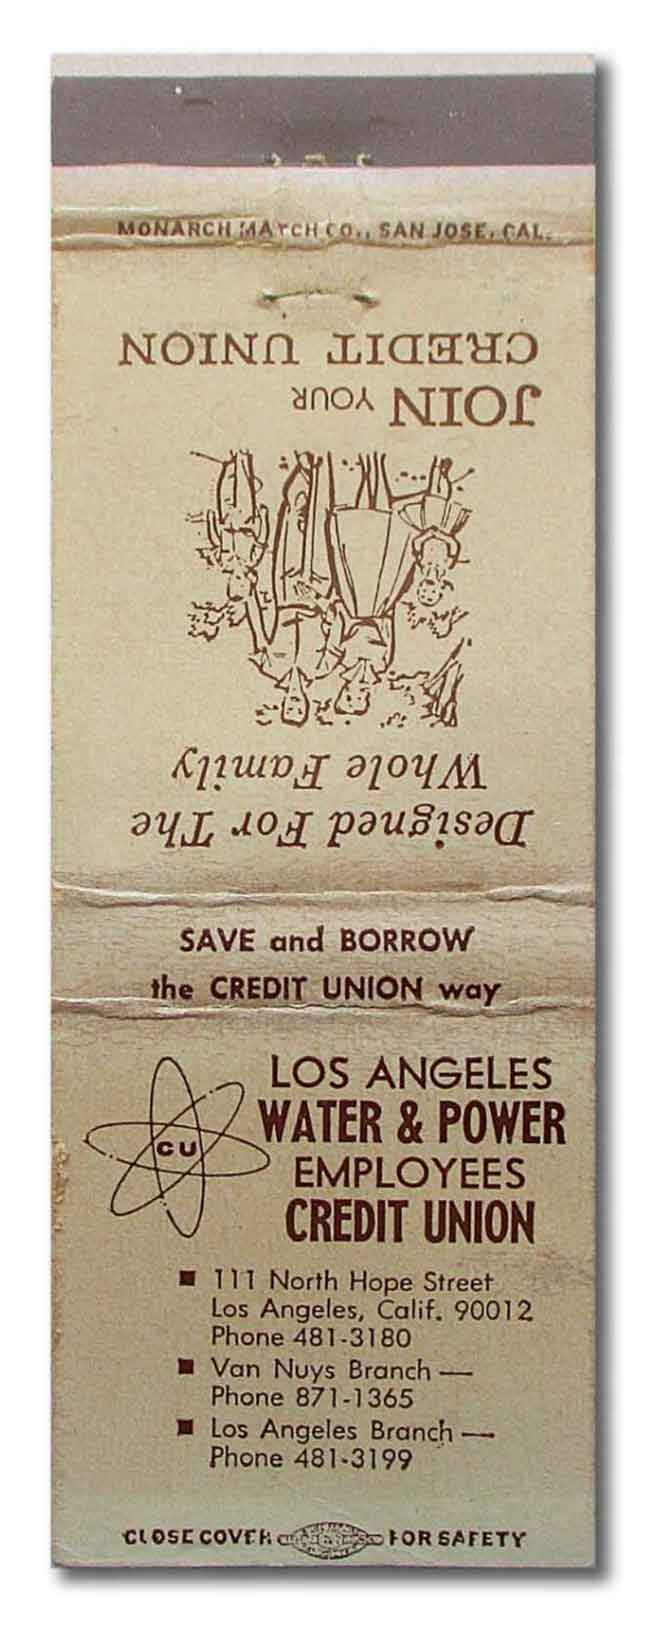 MONARCH MATCH CO., SAN JOSE, CAL.
Designed For The
Whole Family
JOIN YOUR
CREDIT UNION
SAVE and BORROW
the CREDIT UNION way
CU
LOS ANGELES
WATER & POWER
EMPLOYEES
CREDIT UNION
■ 111 North Hope Street
Los Angeles, Calif. 90012
Phone 481-3180
■ Van Nuys Branch —
Phone 871-1365
■ Los Angeles Branch —
Phone 481-3199
CLOSE COVER FOR SAFETY